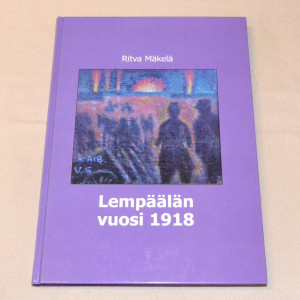 Ritva Mäkelä
V.S
Lempäälän
vuosi 1918